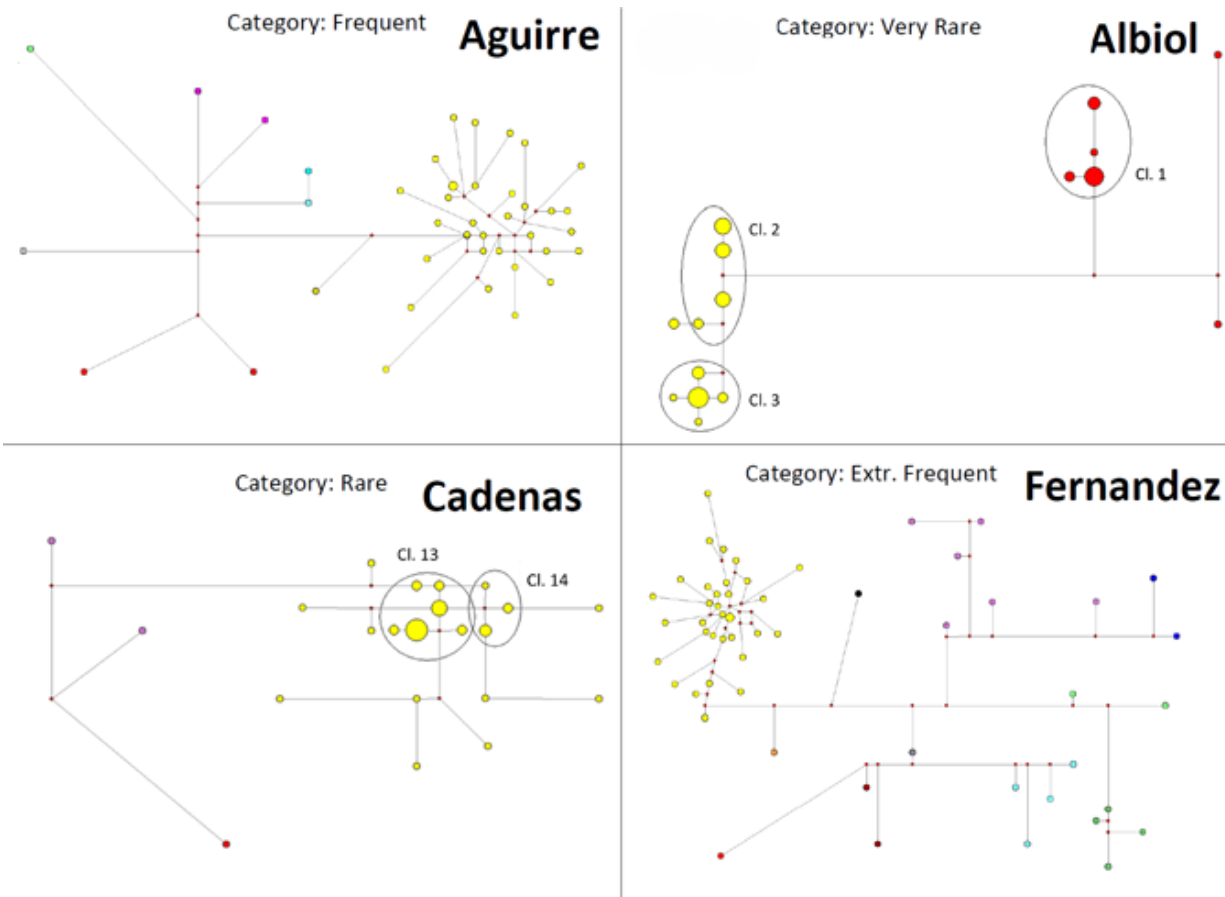 Category: Frequent
Aguirre
Category: Very Rare
Albiol
Cl. 1
Cl. 2
Cl. 3
Category: Rare
Cadenas
Cl. 13
Cl. 14
Category: Extr. Frequent
Fernandez